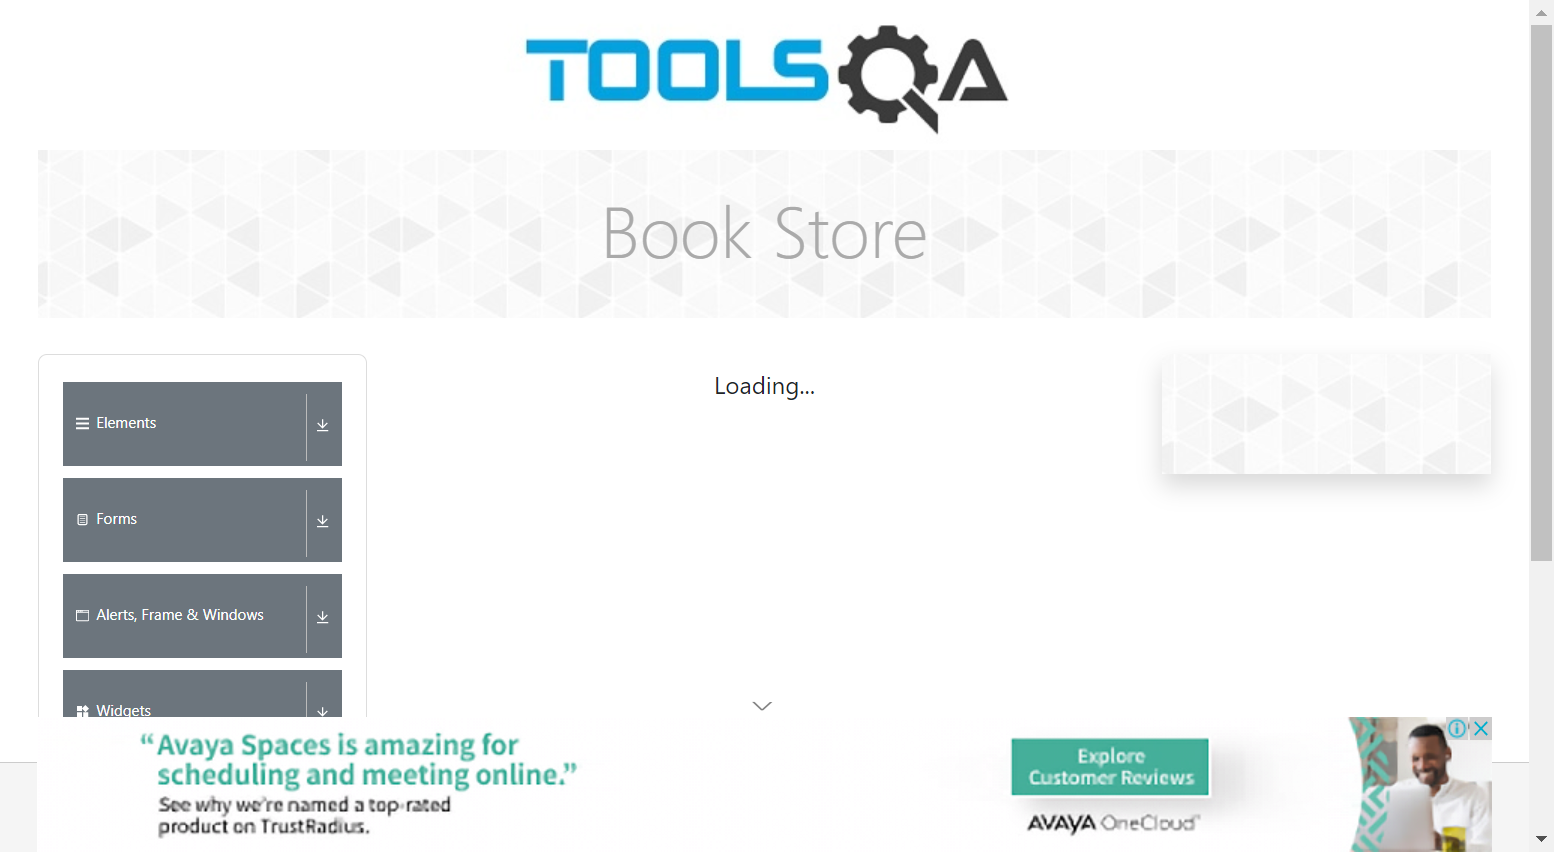 TOOLSQA
Book Store
Elements
Loading...
Forms
Alerts, Frame & Windows
Widgets
“Avaya Spaces is amazing for
scheduling and meeting online.”
See why we're named a top-rated
product on TrustRadius.
Explore
Customer Reviews
AVAYA OneCloud™